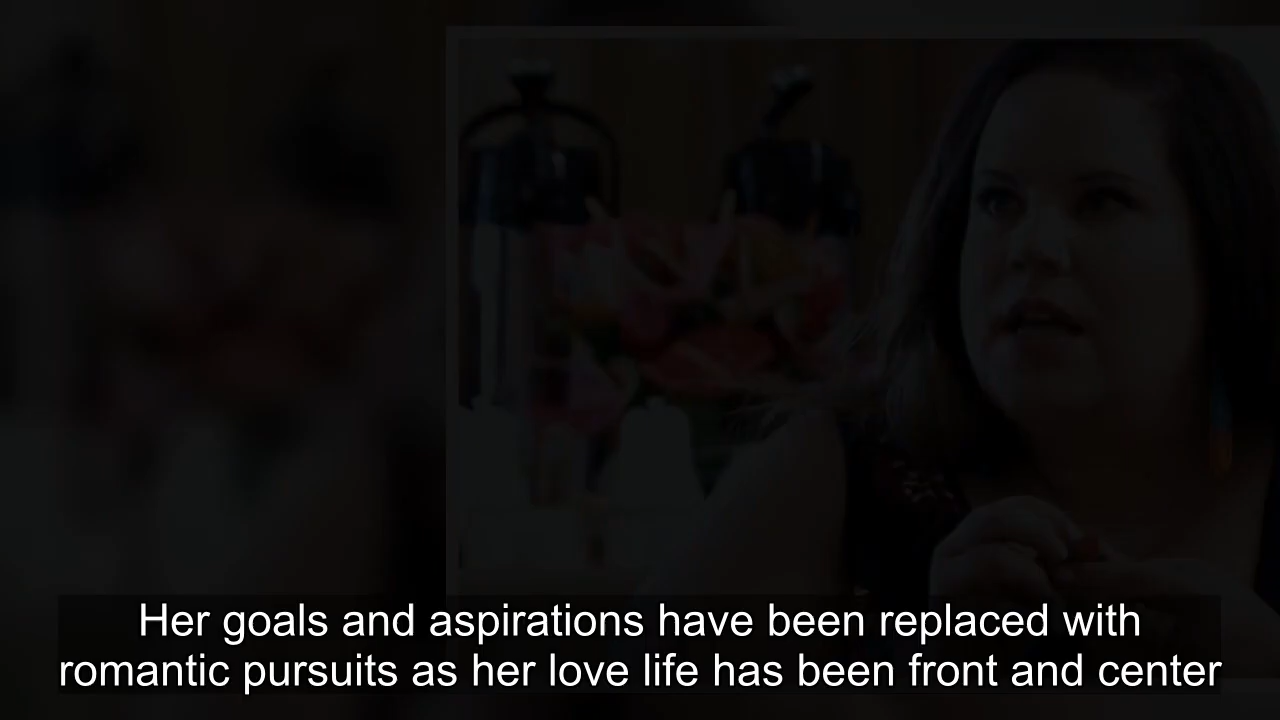 Her goals and aspirations have been replaced with
romantic pursuits as her love life has been front and center